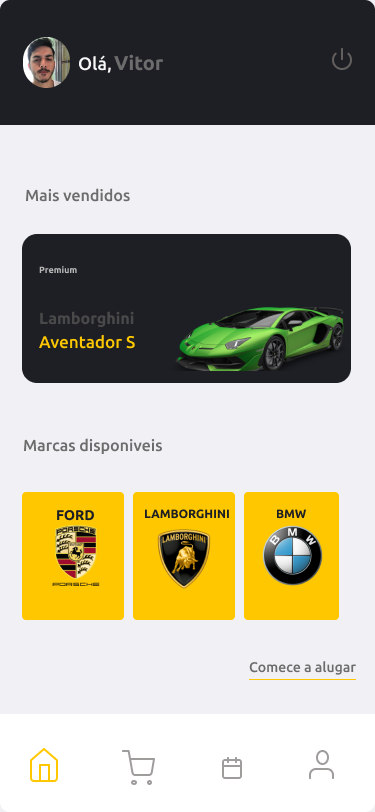 Olá, Vitor
Mais vendidos
Premium
Lamborghini
Aventador S
Marcas disponiveis
FORD
PORSCHE
PORSCHE
LAMBORGHINI
LAMBORGHINI
BMW
BMW
Comece a alugar